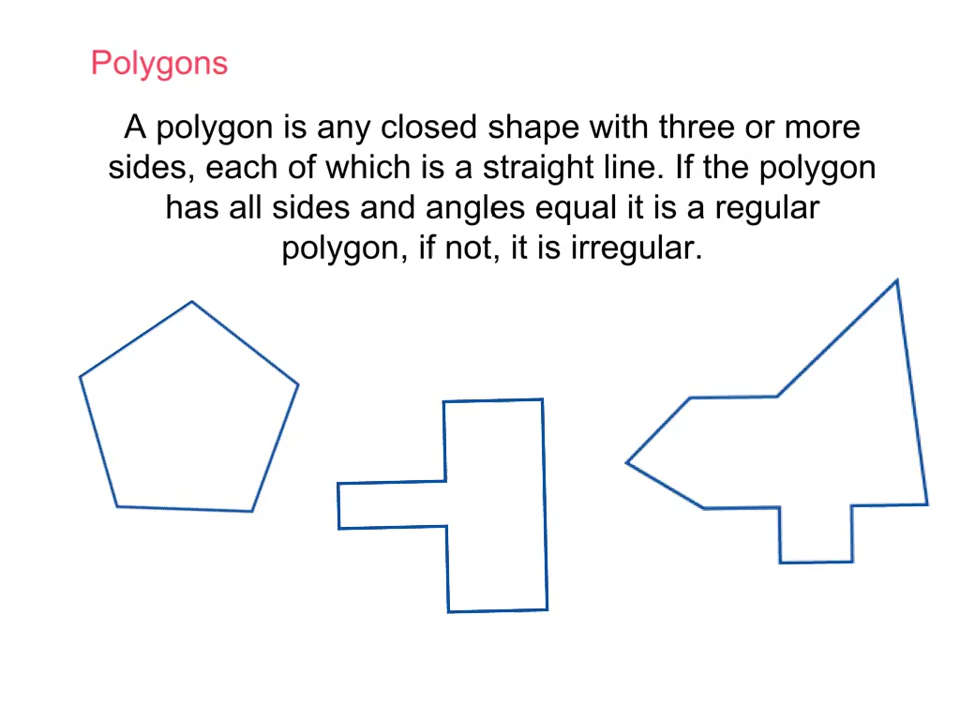 Polygons
A polygon is any closed shape with three or more
sides, each of which is a straight line. If the polygon
has all sides and angles equal it is a regular
polygon, if not, it is irregular.